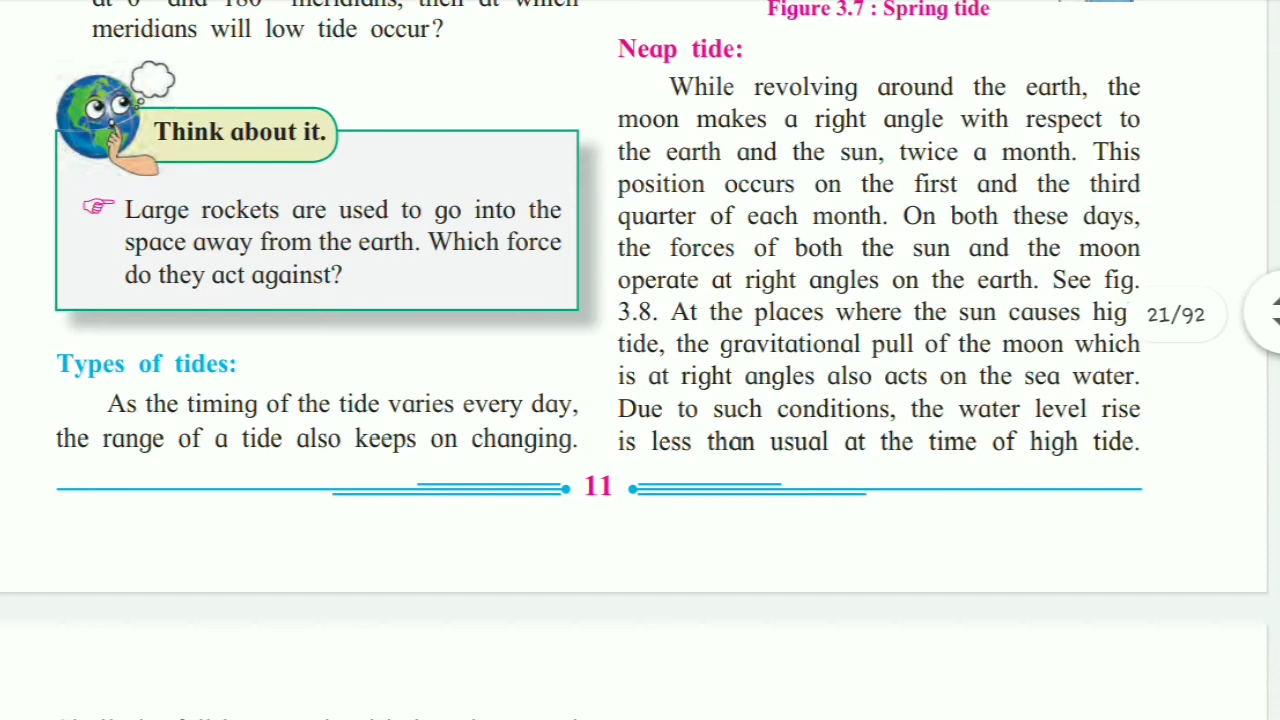 meridians will low tide occur?
Think about it.
Large rockets are used to go into the
space away from the earth. Which force
do they act against?
Types of tides:
As the timing of the tide varies every day,
the range of a tide also keeps on changing.
Figure 3.7 : Spring tide
Neap tide:
While revolving around the earth, the
moon makes a right angle with respect to
the earth and the sun, twice a month. This
position occurs on the first and the third
quarter of each month. On both these days,
the forces of both the sun and the moon
operate at right angles on the earth. See fig.
3.8. At the places where the sun causes hig
tide, the gravitational pull of the moon which
is at right angles also acts on the sea water.
Due to such conditions, the water level rise
is less than usual at the time of high tide.
21/92
11